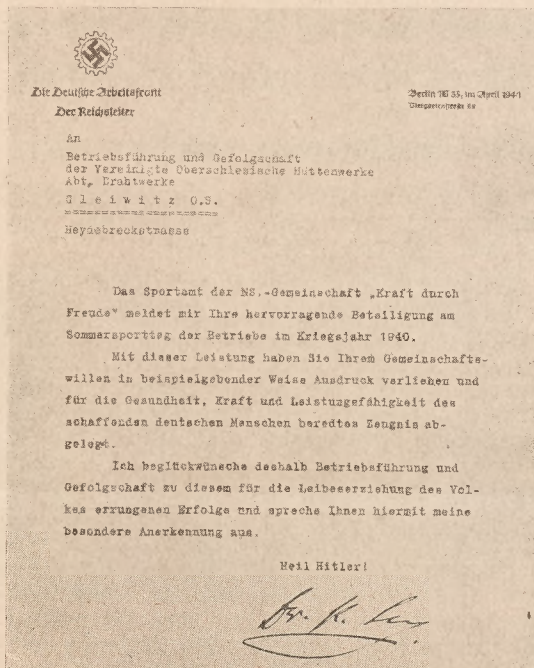 Die Deutsche Arbeitsfront
Der Reichsleiter
Berlin W 35, im April 1941
An
Betriebsführung und Gefolgschaft
der Vereinigte Oberschlesische Hüttenwerke
Abt. Drahtwerke
G l e i w i t z O.S.
====================
Heydebreckstrasse
Das Sportamt der NS.-Gemeinschaft „Kraft durch
Freude" meldet mir Ihre hervorragende Beteiligung am
Sommersporttag der Betriebe im Kriegsjahr 1940.
Mit dieser Leistung haben Sie Ihrem Gemeinschafts-
willen in beispielgebender Weise Ausdruck verliehen und
für die Gesundheit, Kraft und Leistungsfähigkeit des
schaffenden deutschen Menschen beredtes Zeugnis ab-
gelegt.
Ich beglückwünsche deshalb Betriebsführung und
Gefolgschaft zu diesem für die Leibeserziehung des Vol-
kes errungenen Erfolge und spreche Ihnen hiermit meine
besondere Anerkennung aus.
Heil Hitler!
Dr. R. Ley